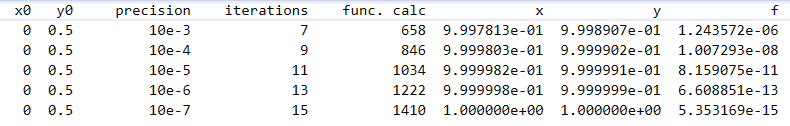 x0 y0 precision iterations func. calc x y f
0 0.5 10e-3 7 658 9.997813e-01 9.998907e-01 1.243572e-06
0 0.5 10e-4 9 846 9.999803e-01 9.999902e-01 1.007293e-08
0 0.5 10e-5 11 1034 9.999982e-01 9.999991e-01 8.159075e-11
0 0.5 10e-6 13 1222 9.999998e-01 9.999999e-01 6.608851e-13
0 0.5 10e-7 15 1410 1.000000e+00 1.000000e+00 5.353169e-15